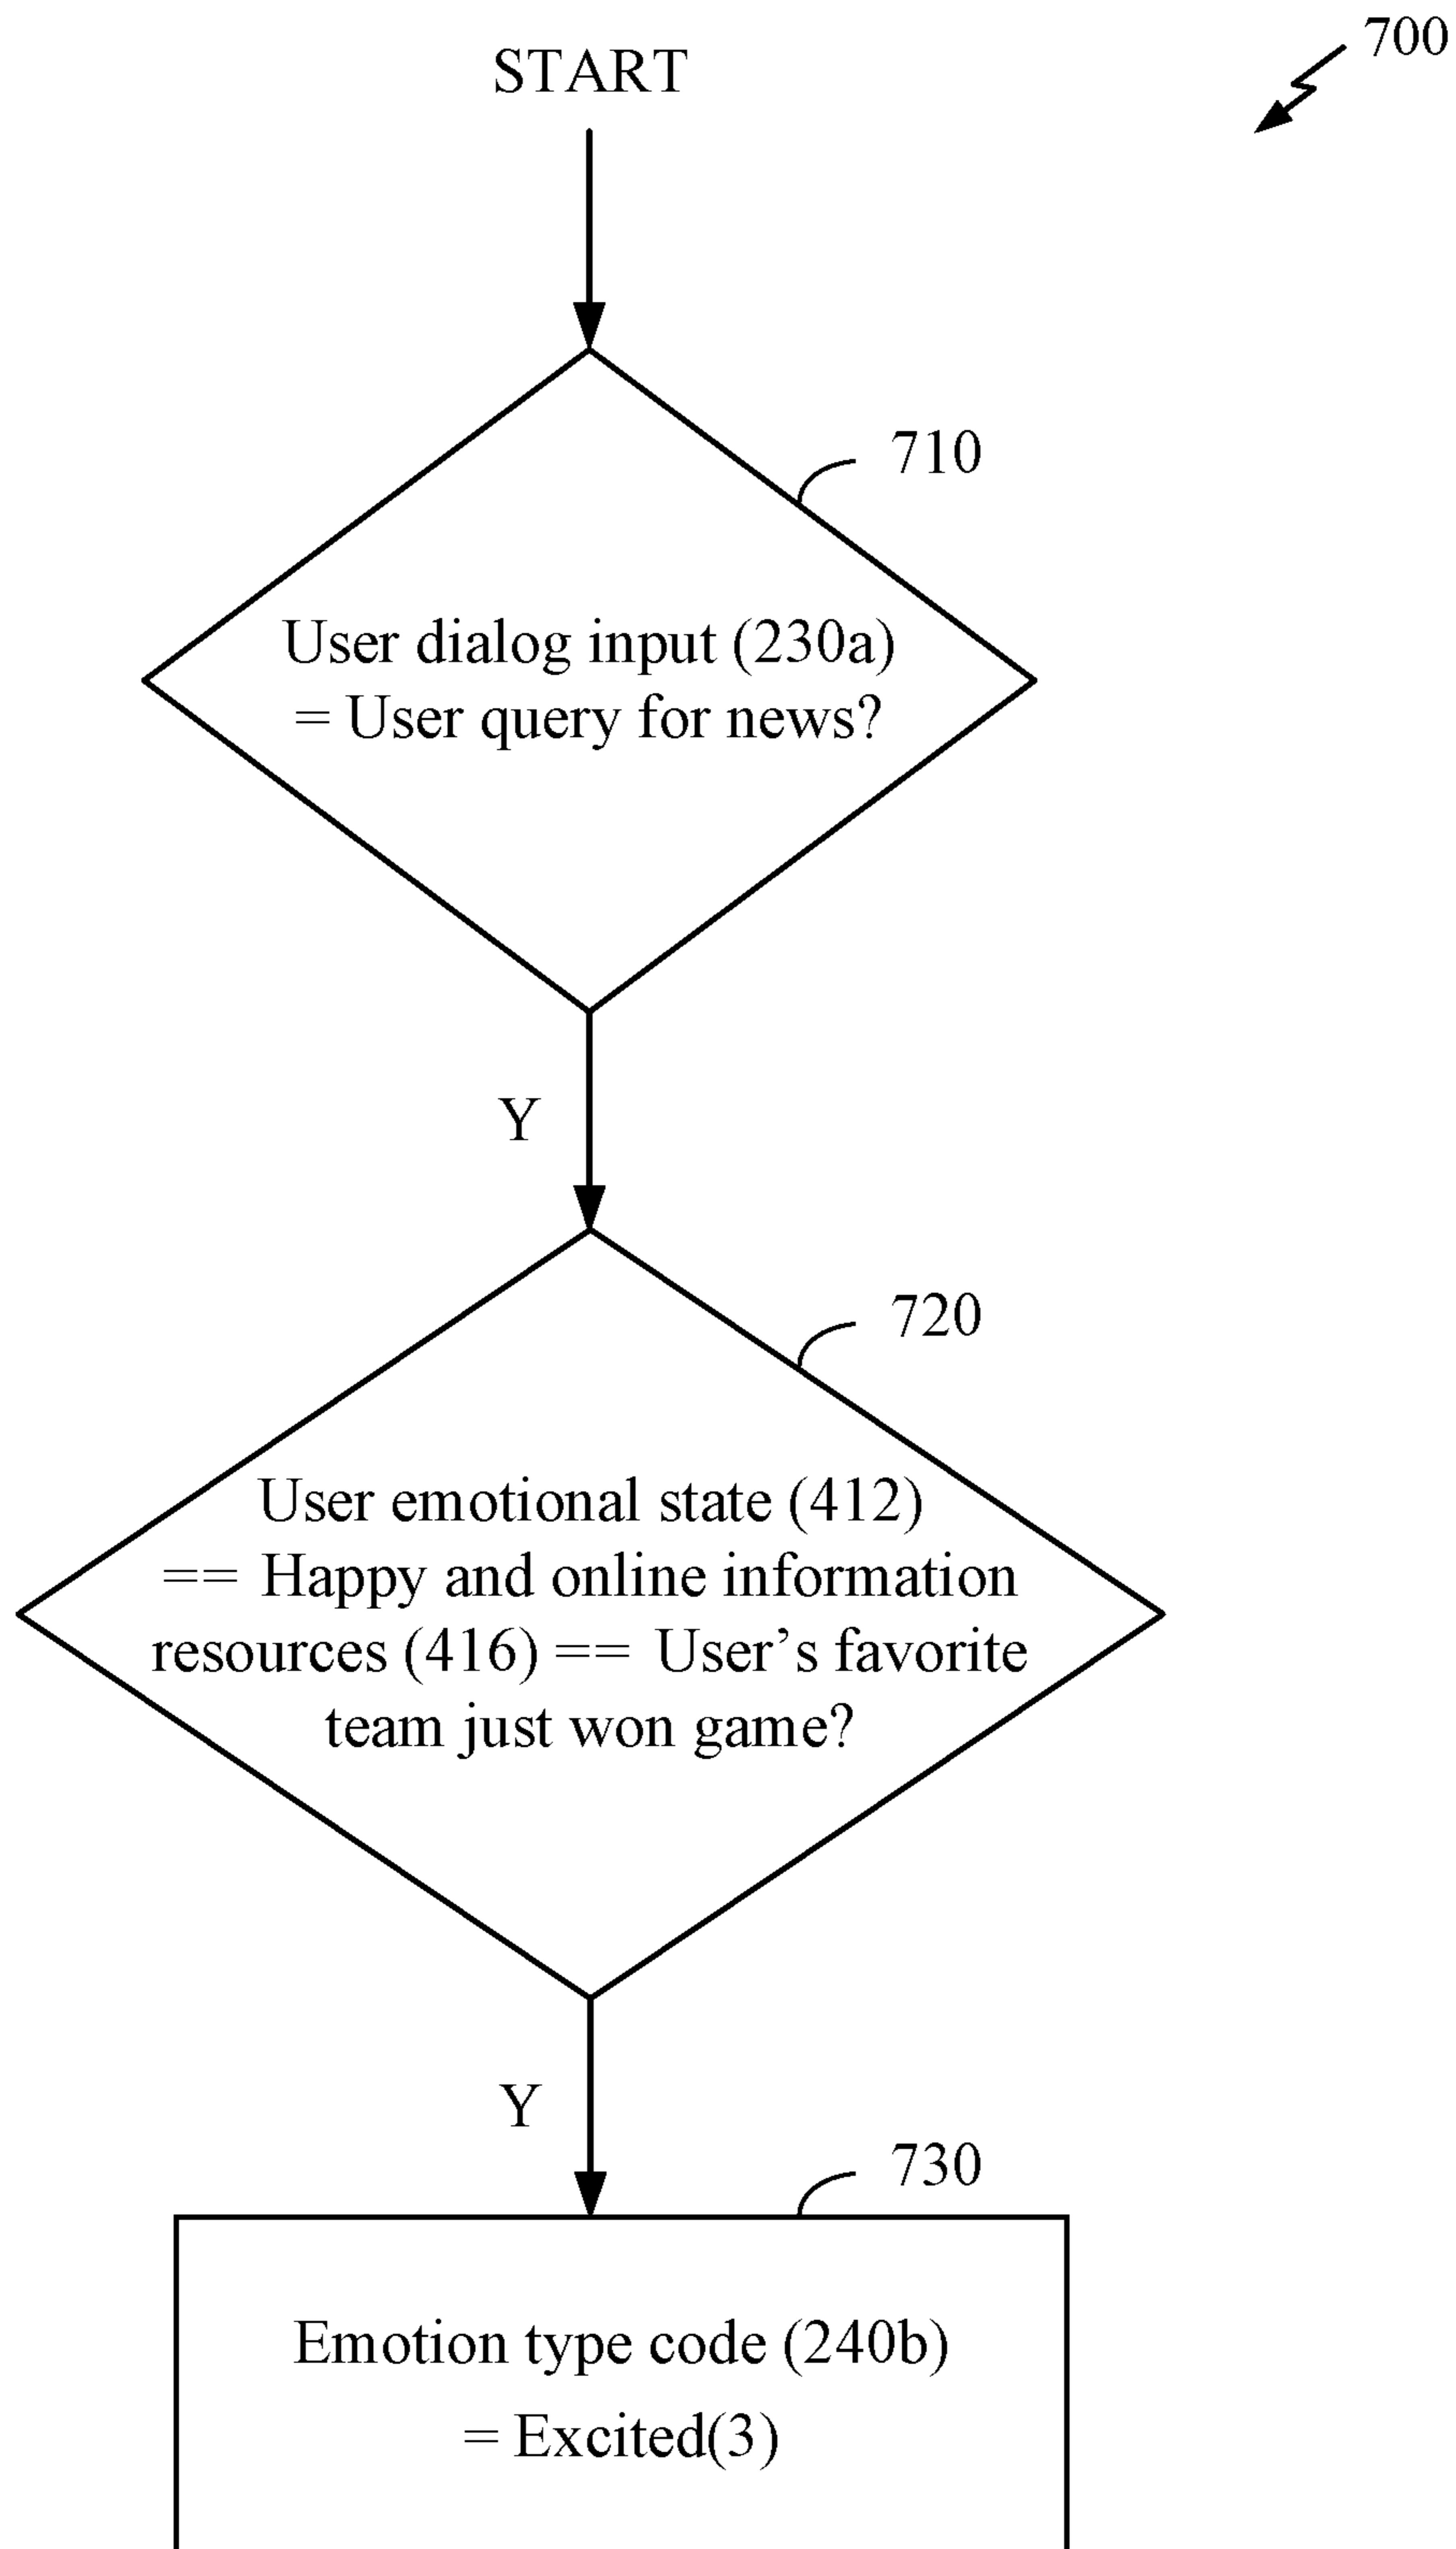 700
START
710
User dialog input (230a)
= User query for news?
Y
720
User emotional state (412)
== Happy and online information
resources (416) == User’s favorite
team just won game?
Y
730
Emotion type code (240b)
= Excited(3)